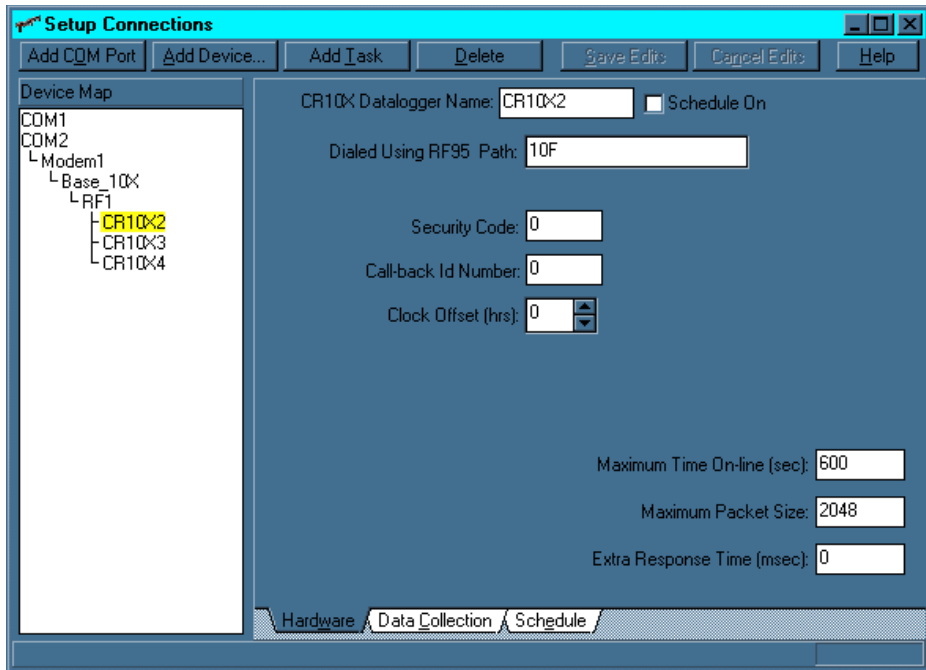 Setup Connections
Add COM Port Add Device... Add Task Delete Save Edits Cancel Edits Help
Device Map
COM1
COM2
Modem1
Base_10X
RF1
CR10X2
CR10X3
CR10X4
CR10X Datalogger Name: CR10X2 Schedule On
Dialed Using RF95 Path: 10F
Security Code: 0
Call-back Id Number: 0
Clock Offset (hrs): 0
Maximum Time On-line (sec): 600
Maximum Packet Size: 2048
Extra Response Time (msec): 0
Hardware Data Collection Schedule